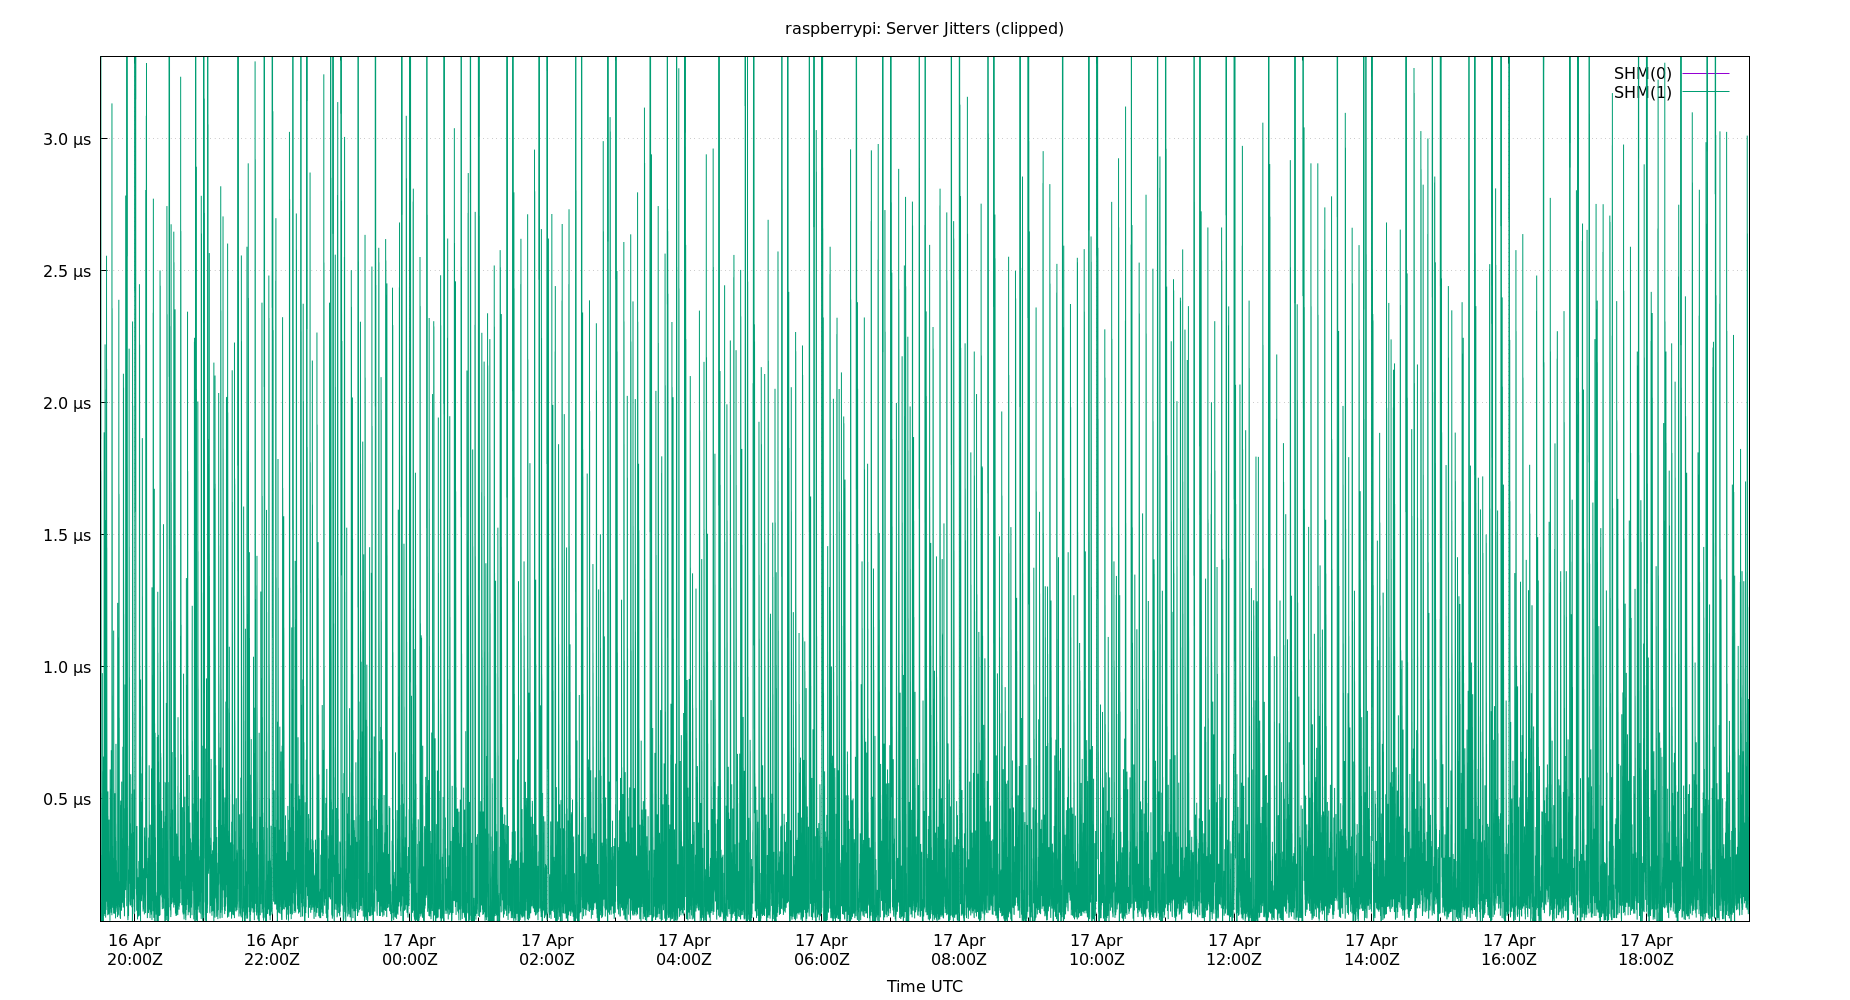 raspberrypi: Server Jitters (clipped)
SHM(0)
SHM(1)
3.0 µs
2.5 µs
2.0 µs
1.5 µs
1.0 µs
0.5 µs
16 Apr 16 Apr 17 Apr 17 Apr 17 Apr 17 Apr 17 Apr 17 Apr 17 Apr 17 Apr 17 Apr 17 Apr
20:00Z 22:00Z 00:00Z 02:00Z 04:00Z 06:00Z 08:00Z 10:00Z 12:00Z 14:00Z 16:00Z 18:00Z
Time UTC